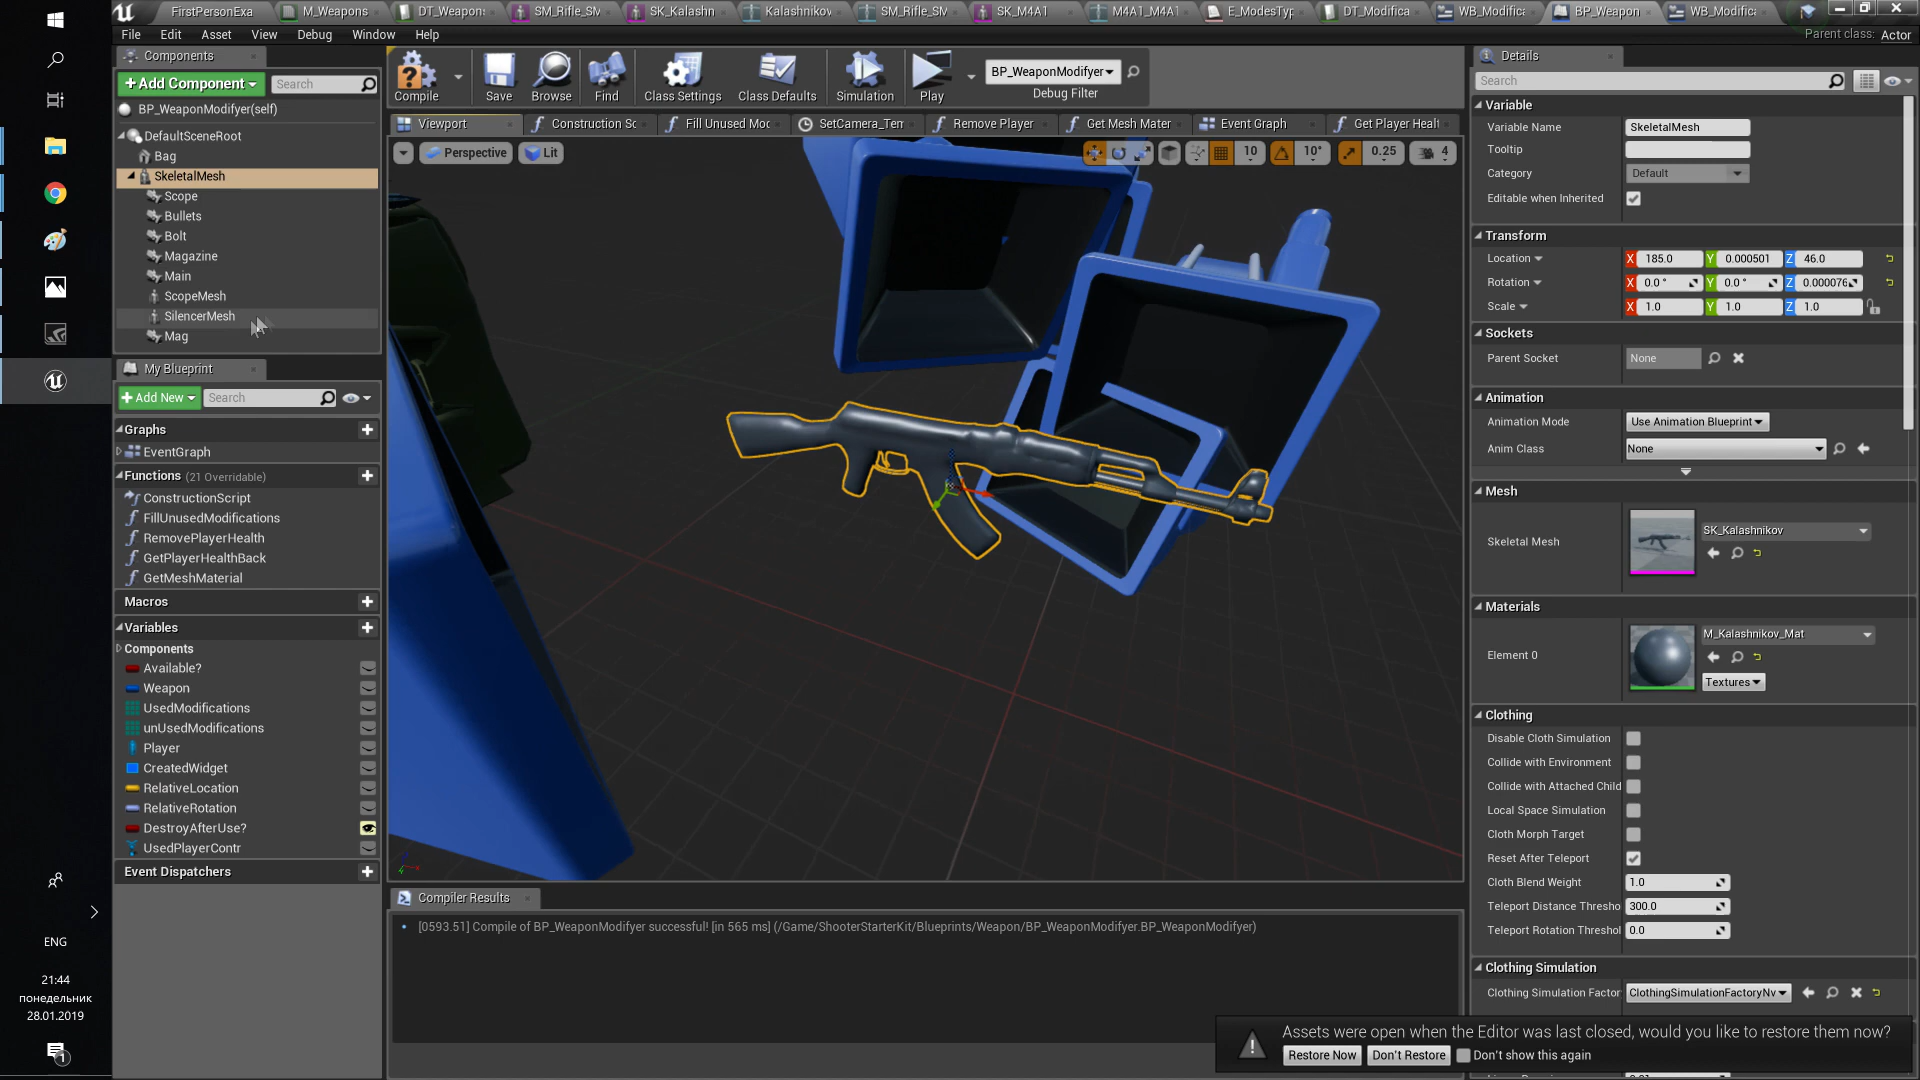 FirstPersonExa
M_Weapons
DT_Weapon
SM_Rifle_SM
SK_Kalashn
Kalashnikov
SM_Rifle_SM
SK_M4A1
M4A1_M4A1
E_ModesTyp
DT_Modifica
WB_Modific
BP_Weapon
WB_Modific
File Edit Asset View Debug Window Help
Parent class: Actor
Components
Add Component
Search
BP_WeaponModifyer(self)
DefaultSceneRoot
Bag
SkeletalMesh
Scope
Bullets
Bolt
Magazine
Main
ScopeMesh
SilencerMesh
Mag
My Blueprint
Add New
Search
Graphs
EventGraph
Functions (21 Overridable)
ConstructionScript
FillUnusedModifications
RemovePlayerHealth
GetPlayerHealthBack
GetMeshMaterial
Macros
Variables
Components
Available?
Weapon
UsedModifications
unUsedModifications
Player
CreatedWidget
RelativeLocation
RelativeRotation
DestroyAfterUse?
UsedPlayerContr
Event Dispatchers
Compile
Save
Browse
Find
Class Settings
Class Defaults
Simulation
Play
BP_WeaponModifyer
Debug Filter
Viewport
Construction Sc
Fill Unused Moc
SetCamera_Ten
Remove Player
Get Mesh Mater
Event Graph
Get Player Healt
Perspective
Lit
10
10°
0.25
4
Compiler Results
[0593.51] Compile of BP_WeaponModifyer successful! [in 565 ms] (/Game/ShooterStarterKit/Blueprints/Weapon/BP_WeaponModifyer.BP_WeaponModifyer)
Details
Search
Variable
Variable Name SkeletalMesh
Tooltip
Category Default
Editable when Inherited
Transform
Location X 185.0 Y 0.000501 Z 46.0
Rotation X 0.0 ° Y 0.0 ° Z 0.000076
Scale X 1.0 Y 1.0 Z 1.0
Sockets
Parent Socket None
Animation
Animation Mode Use Animation Blueprint
Anim Class None
Mesh
Skeletal Mesh SK_Kalashnikov
Materials
Element 0 M_Kalashnikov_Mat
Textures
Clothing
Disable Cloth Simulation
Collide with Environment
Collide with Attached Child
Local Space Simulation
Cloth Morph Target
Reset After Teleport
Cloth Blend Weight 1.0
Teleport Distance Thresho 300.0
Teleport Rotation Threshol 0.0
Clothing Simulation
Clothing Simulation Factor ClothingSimulationFactoryNv
Assets were open when the Editor was last closed, would you like to restore them now?
Restore Now
Don't Restore
Don't show this again
ENG
21:44
понедельник
28.01.2019
1